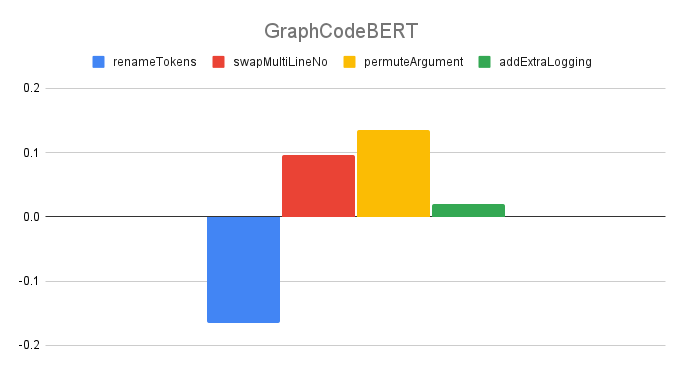 GraphCodeBERT
renameTokens swapMultiLineNo permuteArgument addExtraLogging
0.2
0.1
0.0
-0.1
-0.2